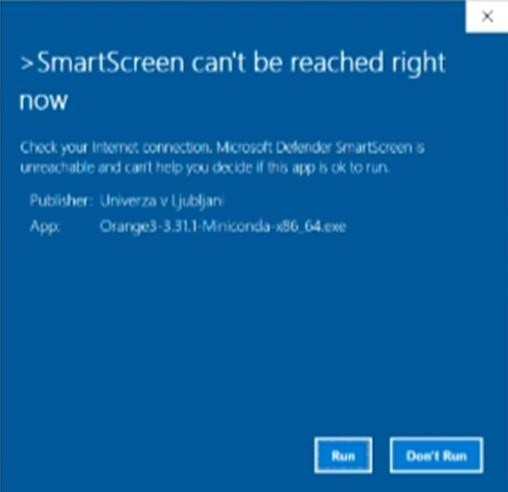 >SmartScreen can't be reached right
now
Check your Internet connection. Microsoft Defender SmartScreen is
unreachable and can't help you decide if this app is ok to run.
Publisher: Univerza v Ljubljani
App: Orange3-3.31.1-Miniconda-x86_64.exe
Run
Don't Run